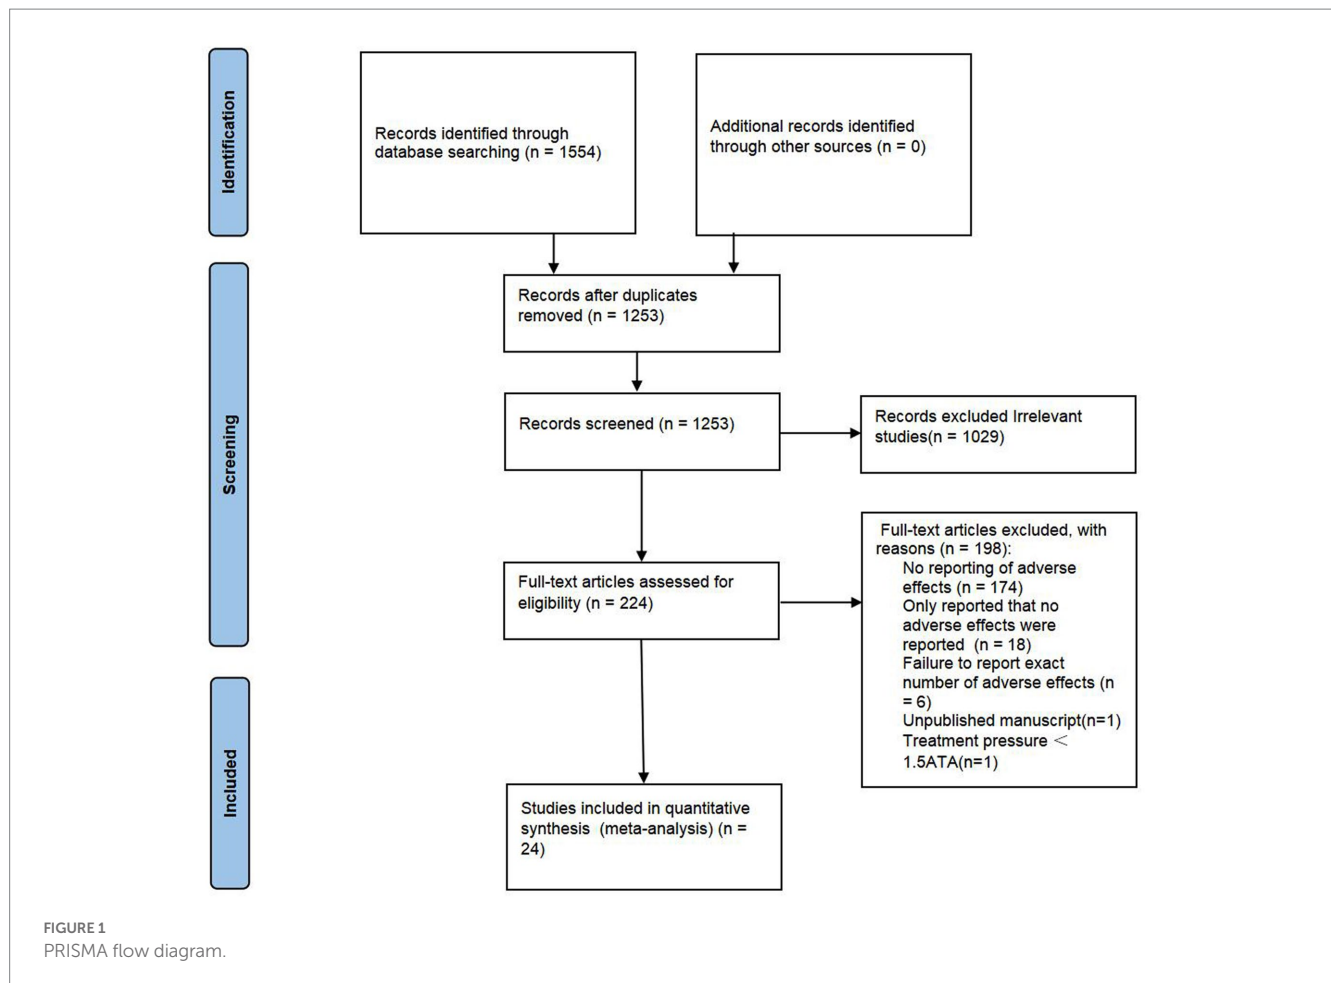 Identification
Records identified through
database searching (n = 1554)
Additional records identified
through other sources (n = 0)
Screening
Records after duplicates
removed (n = 1253)
Records screened (n = 1253)
Records excluded Irrelevant
studies(n = 1029)
Full-text articles assessed for
eligibility (n = 224)
Full-text articles excluded, with
reasons (n = 198):
No reporting of adverse
effects (n = 174)
Only reported that no
adverse effects were
reported (n = 18)
Failure to report exact
number of adverse effects (n
= 6)
Unpublished manuscript(n=1)
Treatment pressure ＜
1.5ATA(n=1)
Included
Studies included in quantitative
synthesis (meta-analysis) (n =
24)
FIGURE 1
PRISMA flow diagram.